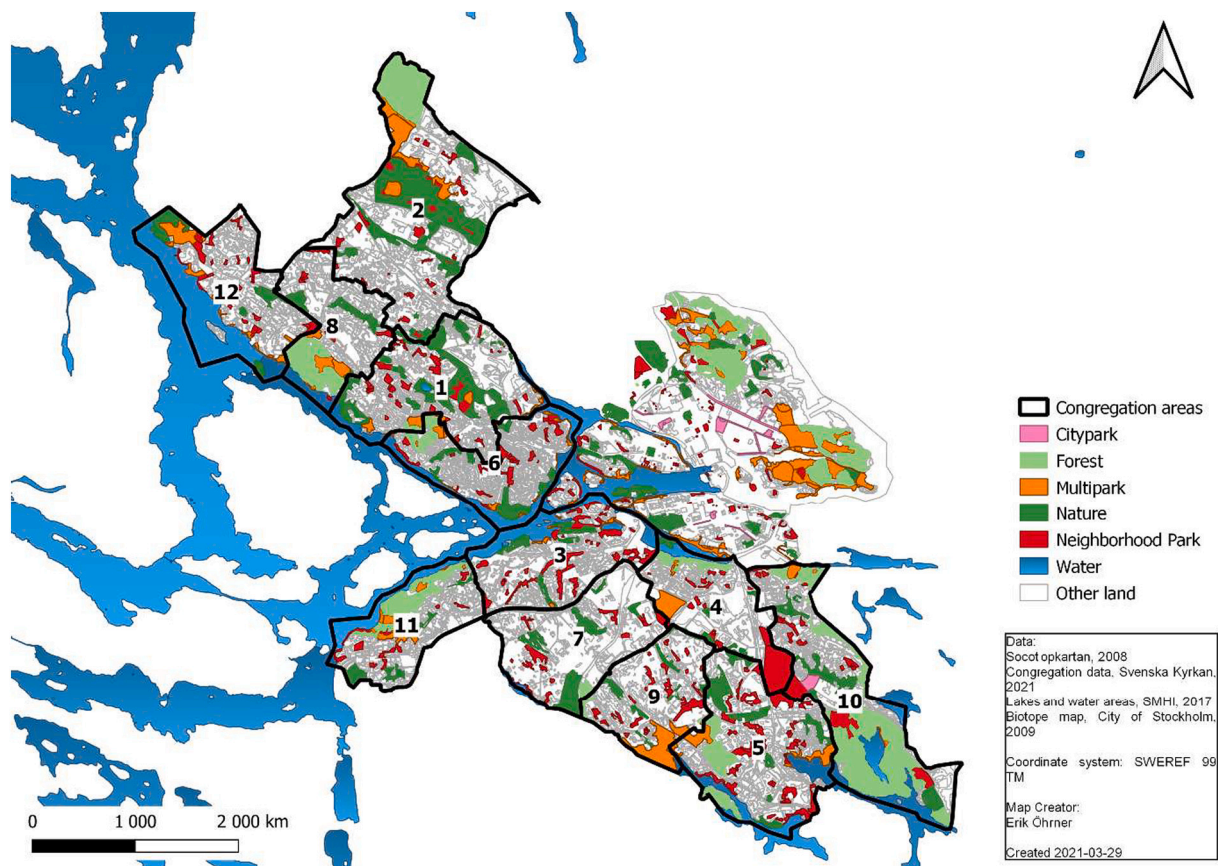 2
12
8
1
6
3
4
11
7
9
10
5
Congregation areas
Citypark
Forest
Multipark
Nature
Neighborhood Park
Water
Other land
Data:
Socotopkartan, 2008
Congregation data, Svenska Kyrkan,
2021
Lakes and water areas, SMHI, 2017
Biotope map, City of Stockholm,
2009
Coordinate system: SWEREF 99
TM
Map Creator:
Erik Öhrner
Created 2021-03-29
0 1 000 2 000 km